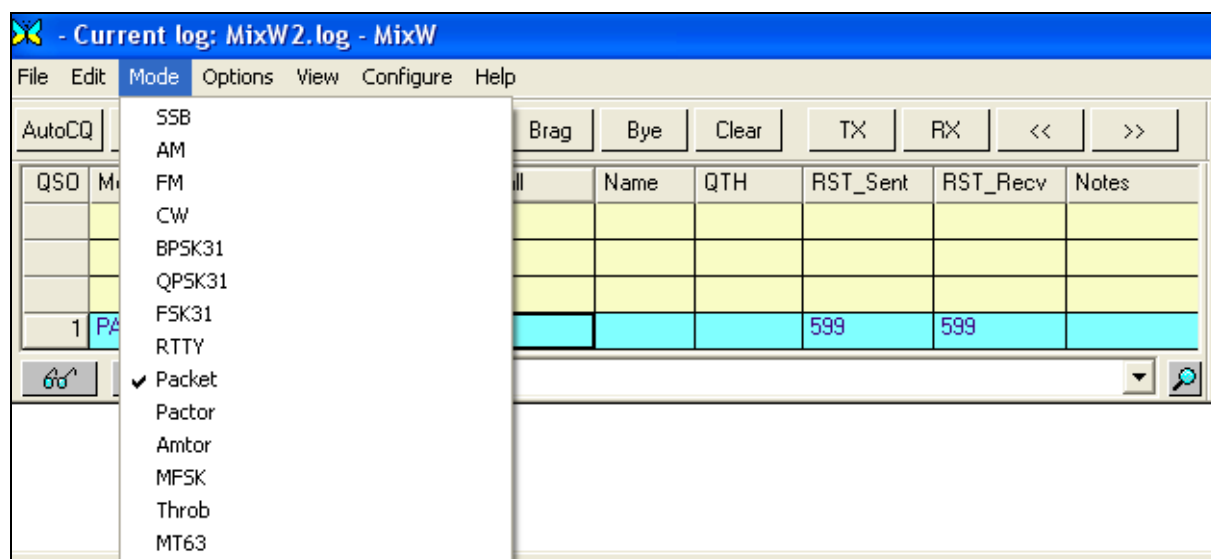 - Current log: MixW2.log - MixW
File Edit Mode Options View Configure Help
AutoCQ Brag Bye Clear TX RX << >>
QSO Name QTH RST_Sent RST_Recv Notes
1 599 599
SSB
AM
FM
CW
BPSK31
QPSK31
FSK31
RTTY
Packet
Pactor
Amtor
MFSK
Throb
MT63